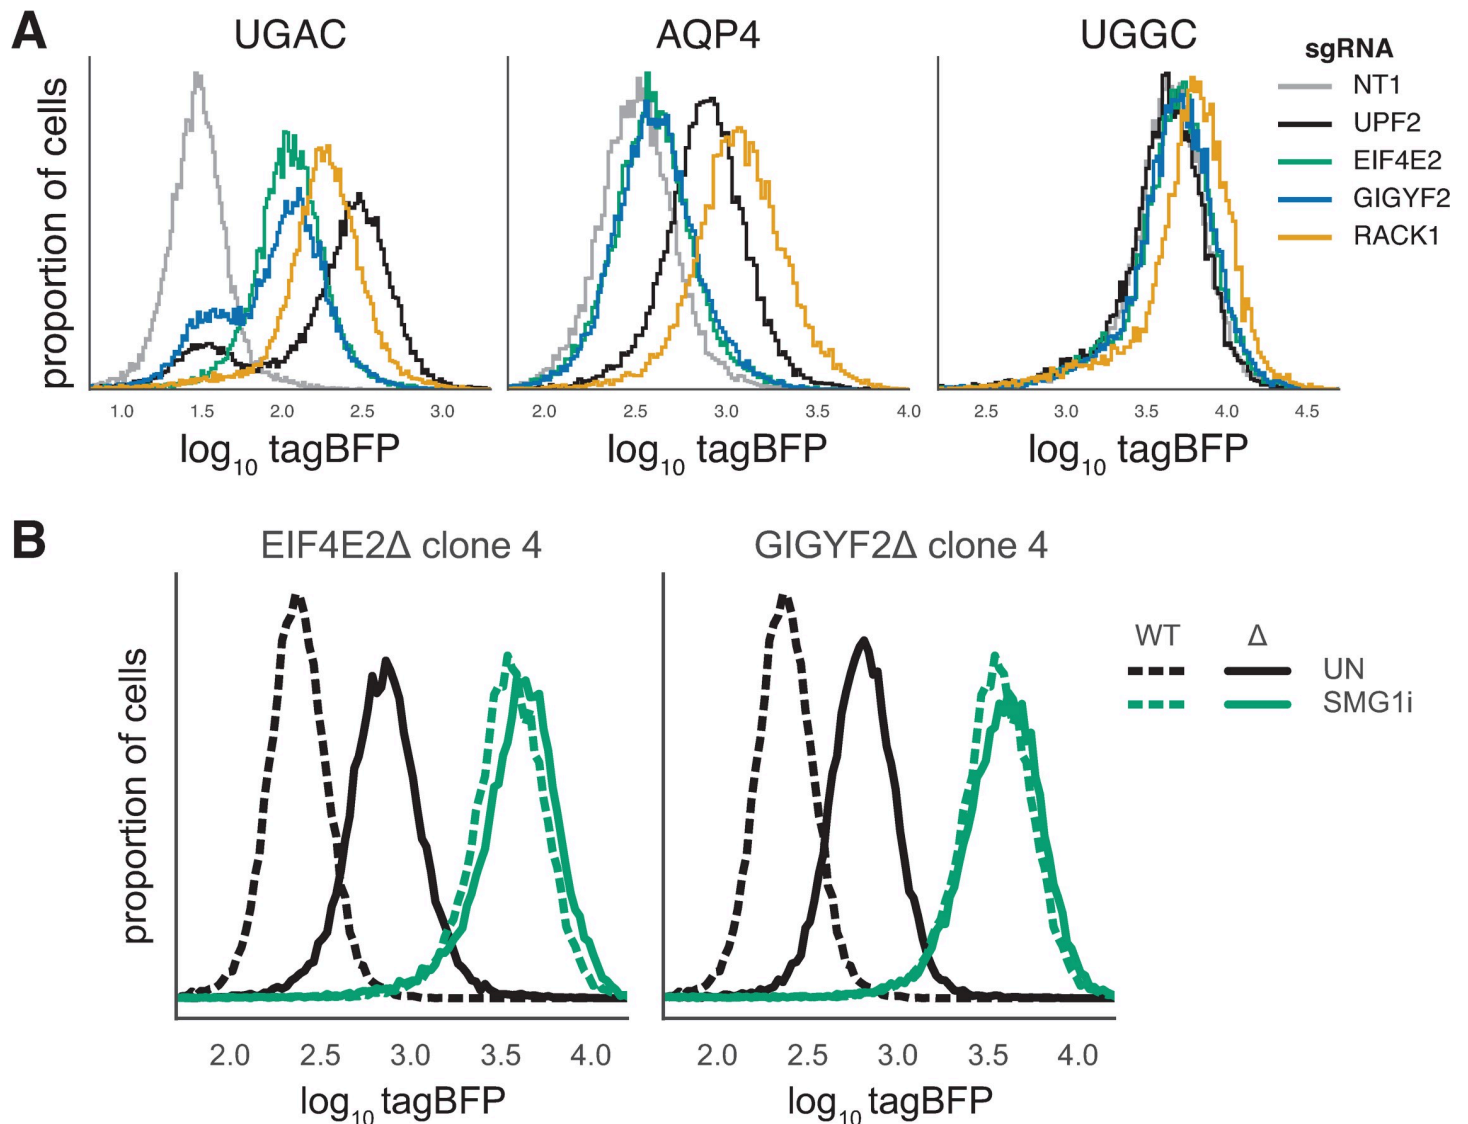 A
UGAC
AQP4
UGGC
sgRNA
NT1
UPF2
EIF4E2
GIGYF2
RACK1
proportion of cells
1.0 1.5 2.0 2.5 3.0
2.0 2.5 3.0 3.5 4.0
2.5 3.0 3.5 4.0 4.5
log10 tagBFP
log10 tagBFP
log10 tagBFP
B
EIF4E2Δ clone 4
GIGYF2Δ clone 4
WT Δ
UN
SMG1i
proportion of cells
2.0 2.5 3.0 3.5 4.0
2.0 2.5 3.0 3.5 4.0
log10 tagBFP
log10 tagBFP